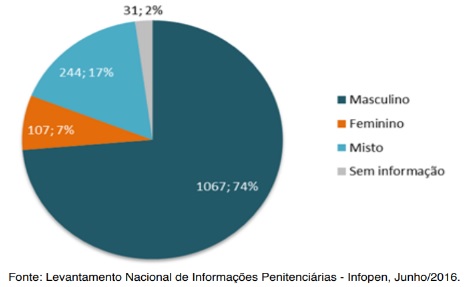 31; 2%
244; 17%
107; 7%
1067; 74%
Masculino
Feminino
Misto
Sem informação
Fonte: Levantamento Nacional de Informações Penitenciárias - Infopen, Junho/2016.